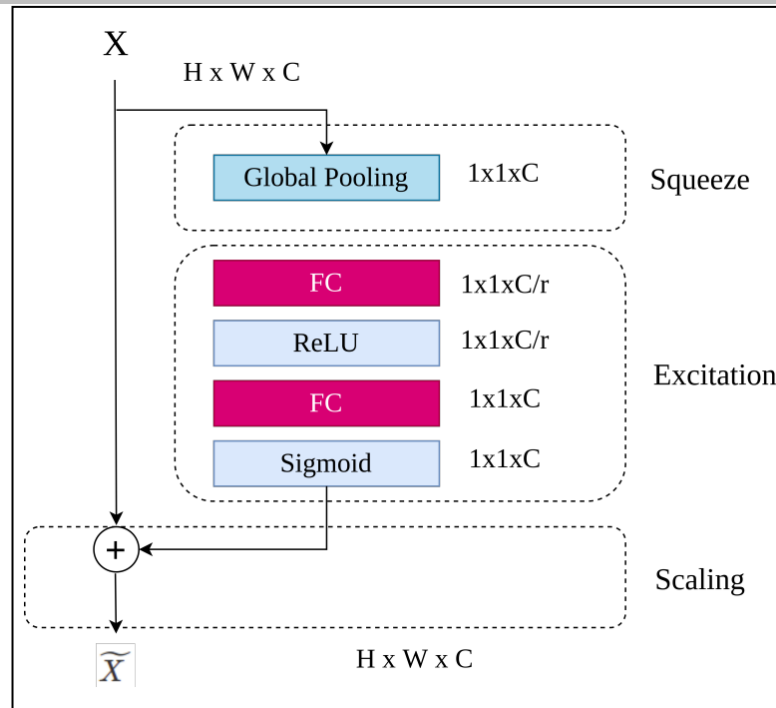 X
H x W x C
Global Pooling
1x1xC
Squeeze
FC
1x1xC/r
ReLU
1x1xC/r
Excitation
FC
1x1xC
Sigmoid
1x1xC
+
Scaling
X̃
H x W x C